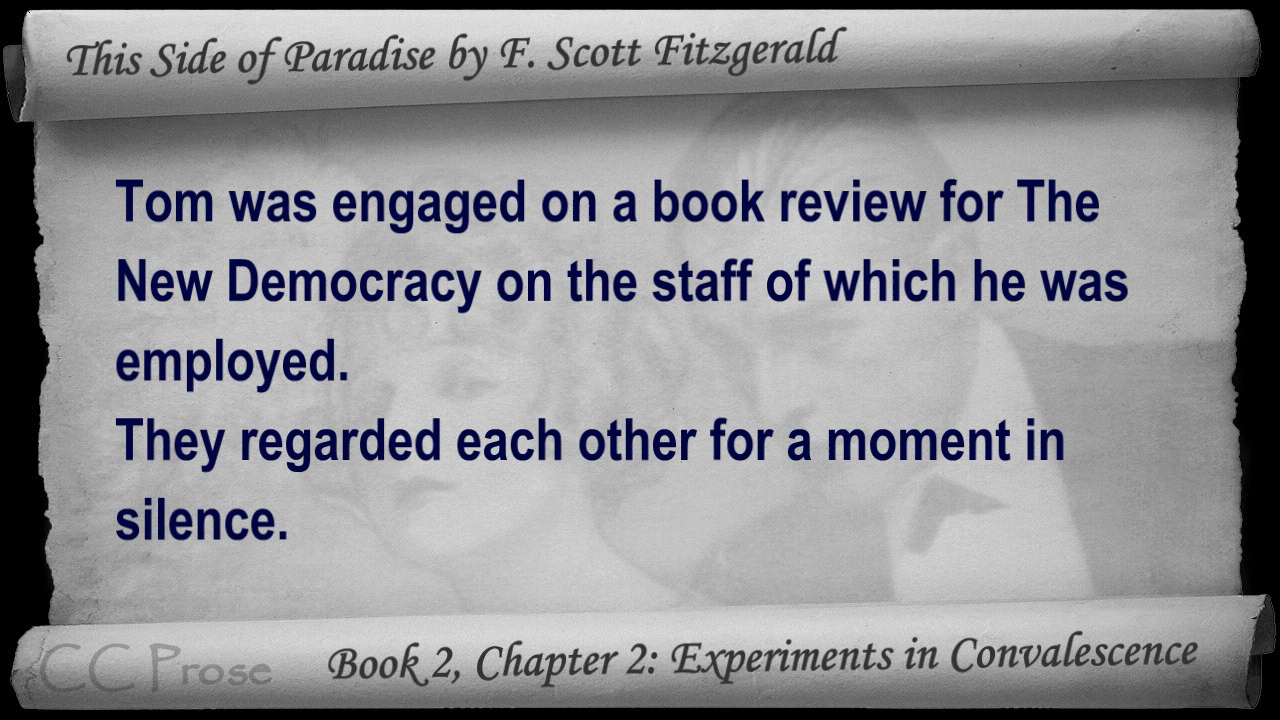 This Side of Paradise by F. Scott Fitzgerald
Tom was engaged on a book review for The
New Democracy on the staff of which he was
employed.
They regarded each other for a moment in
silence.
CC Prose
Book 2, Chapter 2: Experiments in Convalescence